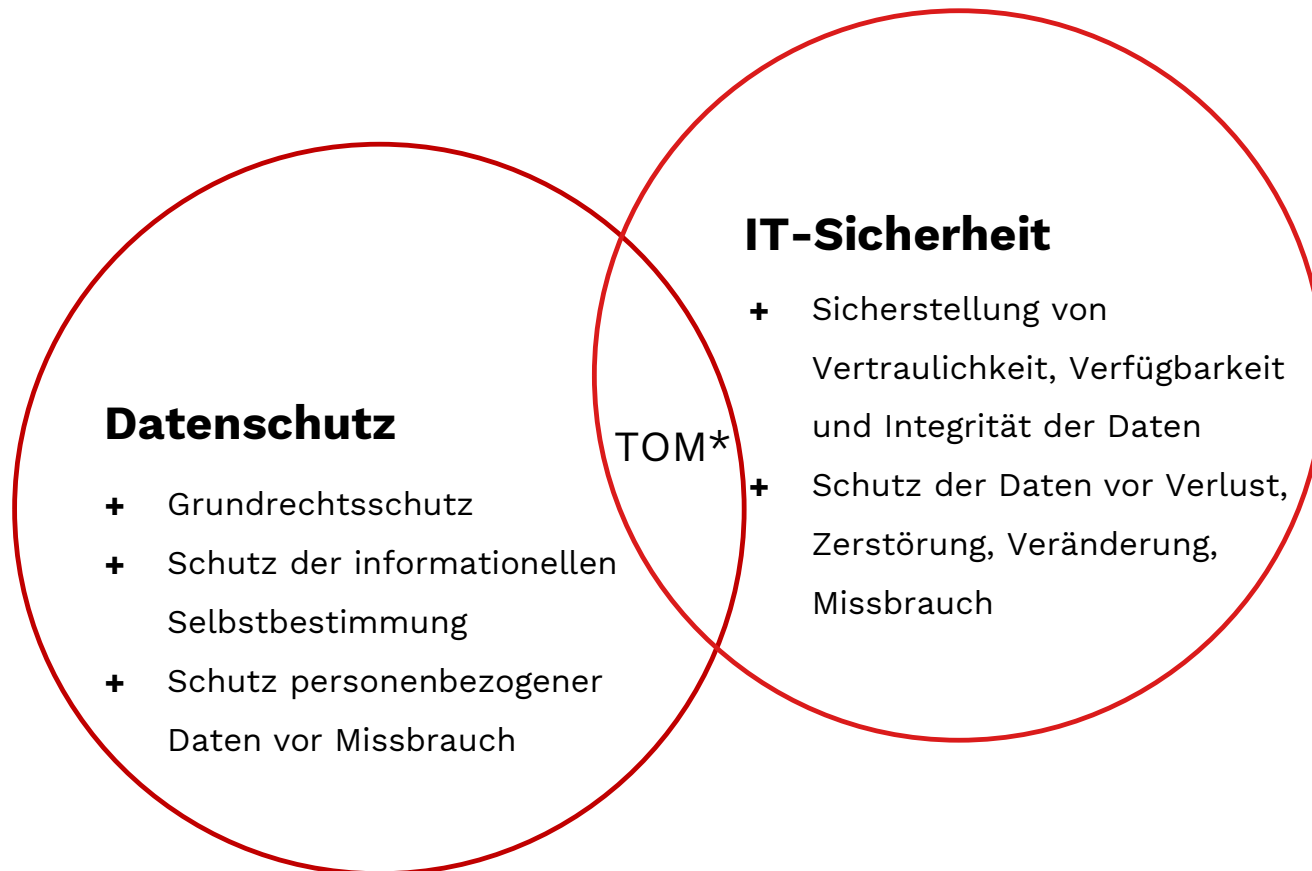 IT-Sicherheit
+ Sicherstellung von
Vertraulichkeit, Verfügbarkeit
und Integrität der Daten
+ Schutz der Daten vor Verlust,
Zerstörung, Veränderung,
Missbrauch
Datenschutz
+ Grundrechtsschutz
+ Schutz der informationellen
Selbstbestimmung
+ Schutz personenbezogener
Daten vor Missbrauch
TOM*